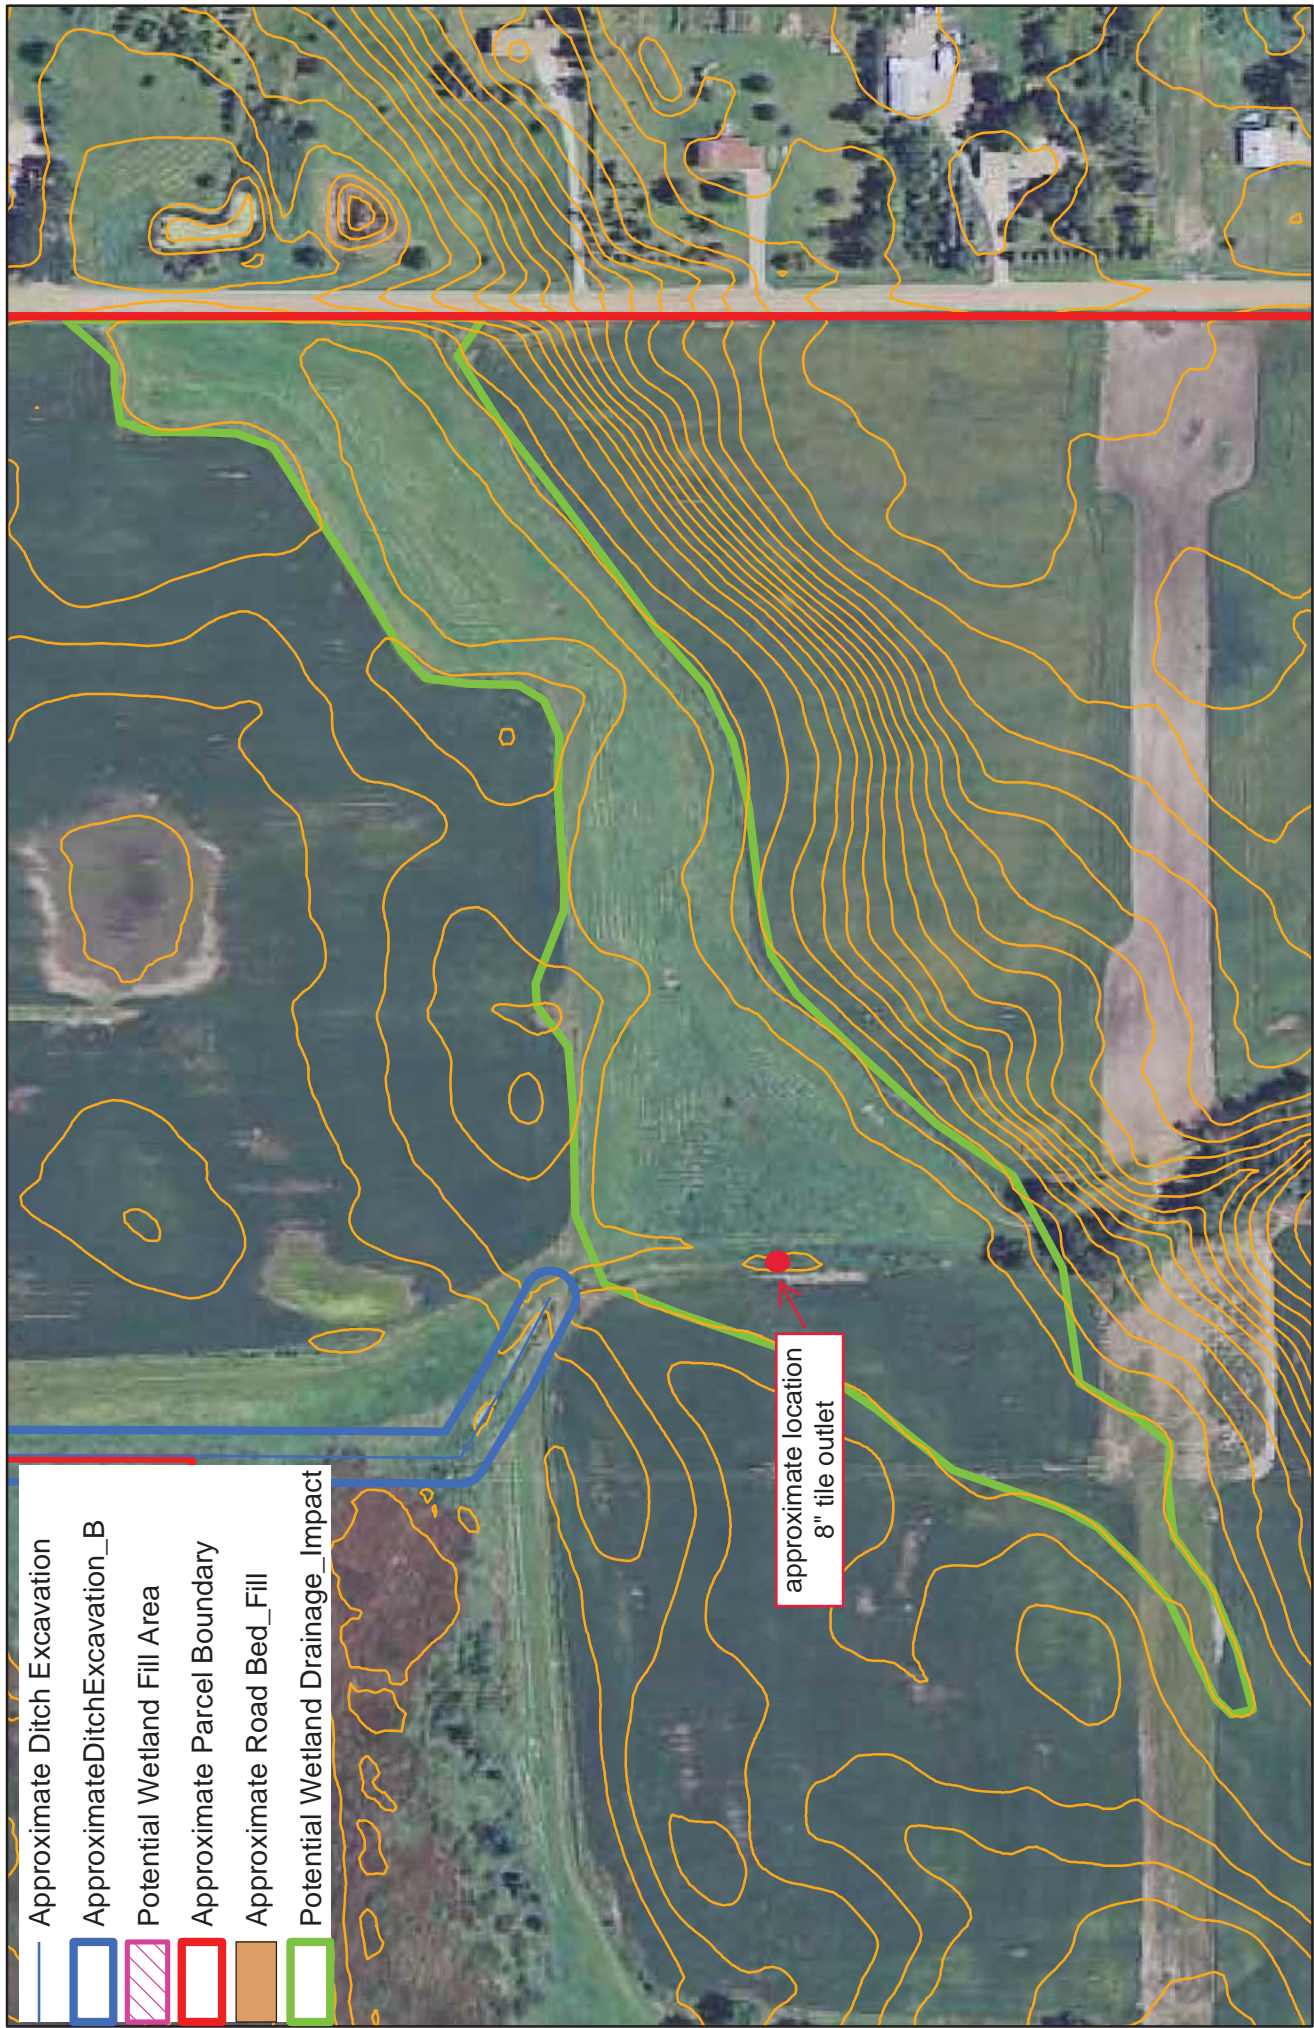 Approximate Ditch Excavation
ApproximateDitchExcavation_B
Potential Wetland Fill Area
Approximate Parcel Boundary
Approximate Road Bed_Fill
Potential Wetland Drainage_Impact
approximate location
8" tile outlet